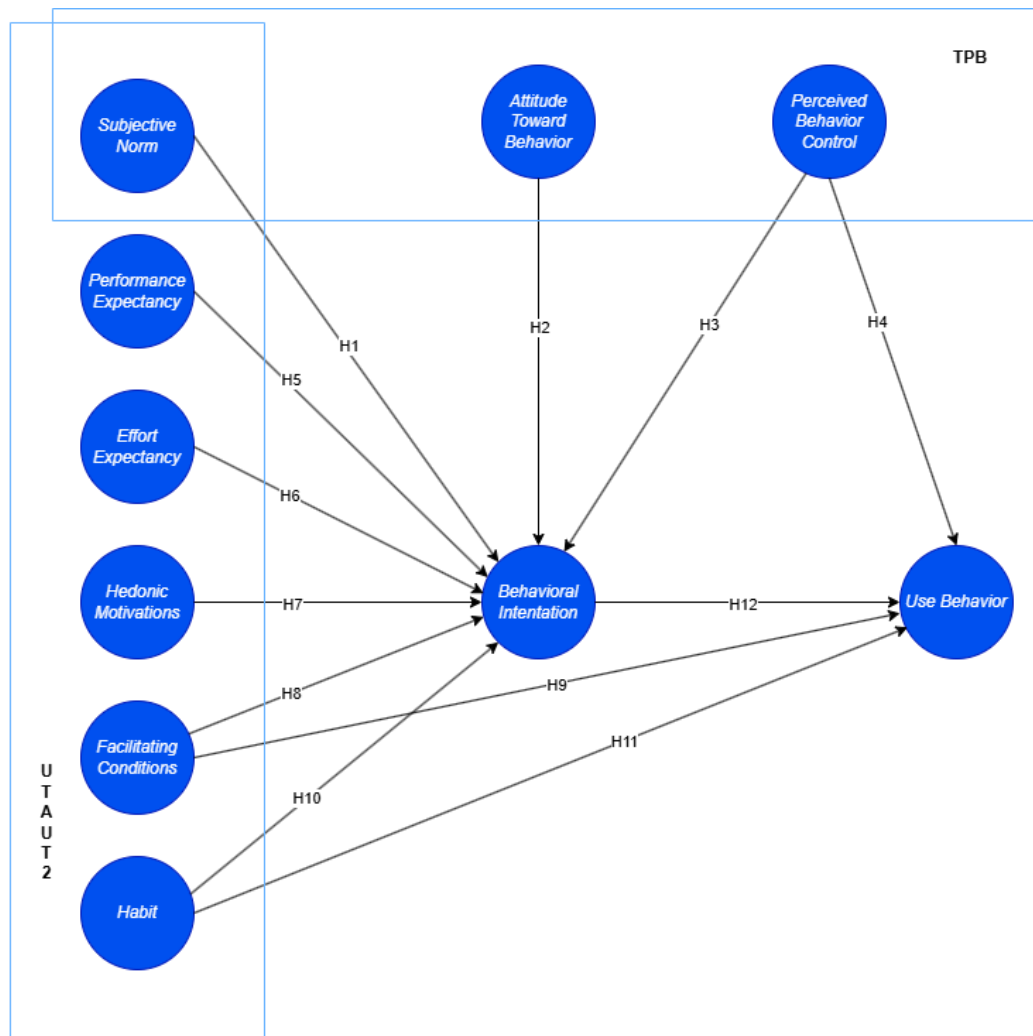 TPB
Subjective
Norm
Attitude
Toward
Behavior
Perceived
Behavior
Control
Performance
Expectancy
H1
H2
H3
H4
H5
Effort
Expectancy
H6
Hedonic
Motivations
H7
Behavioral
Intentation
H12
Use Behavior
H8
H9
Facilitating
Conditions
H11
H10
U
T
A
U
T
2
Habit